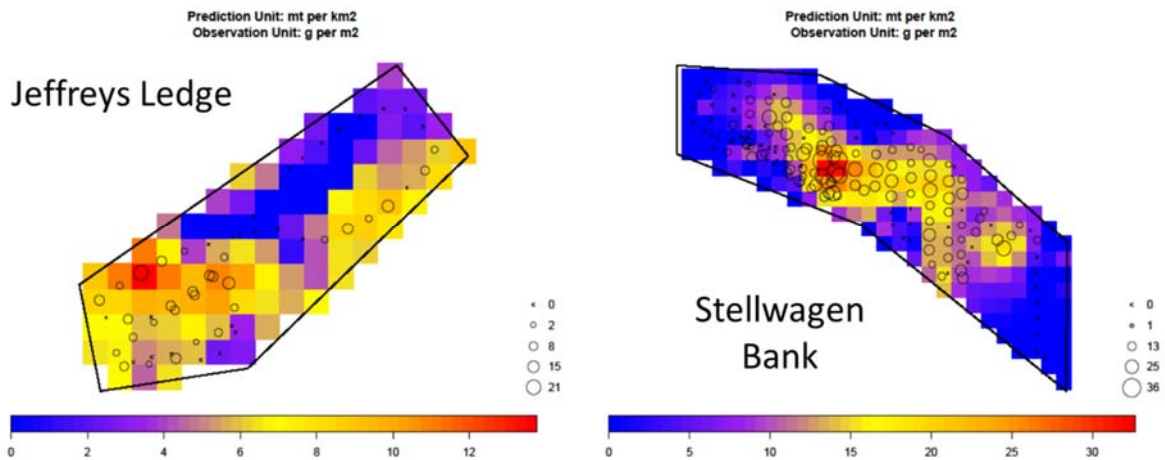 Prediction Unit: mt per km2
Observation Unit: g per m2
Jeffreys Ledge
0
2
8
15
21
0 2 4 6 8 10 12
Prediction Unit: mt per km2
Observation Unit: g per m2
Stellwagen
Bank
0
1
13
25
36
0 5 10 15 20 25 30